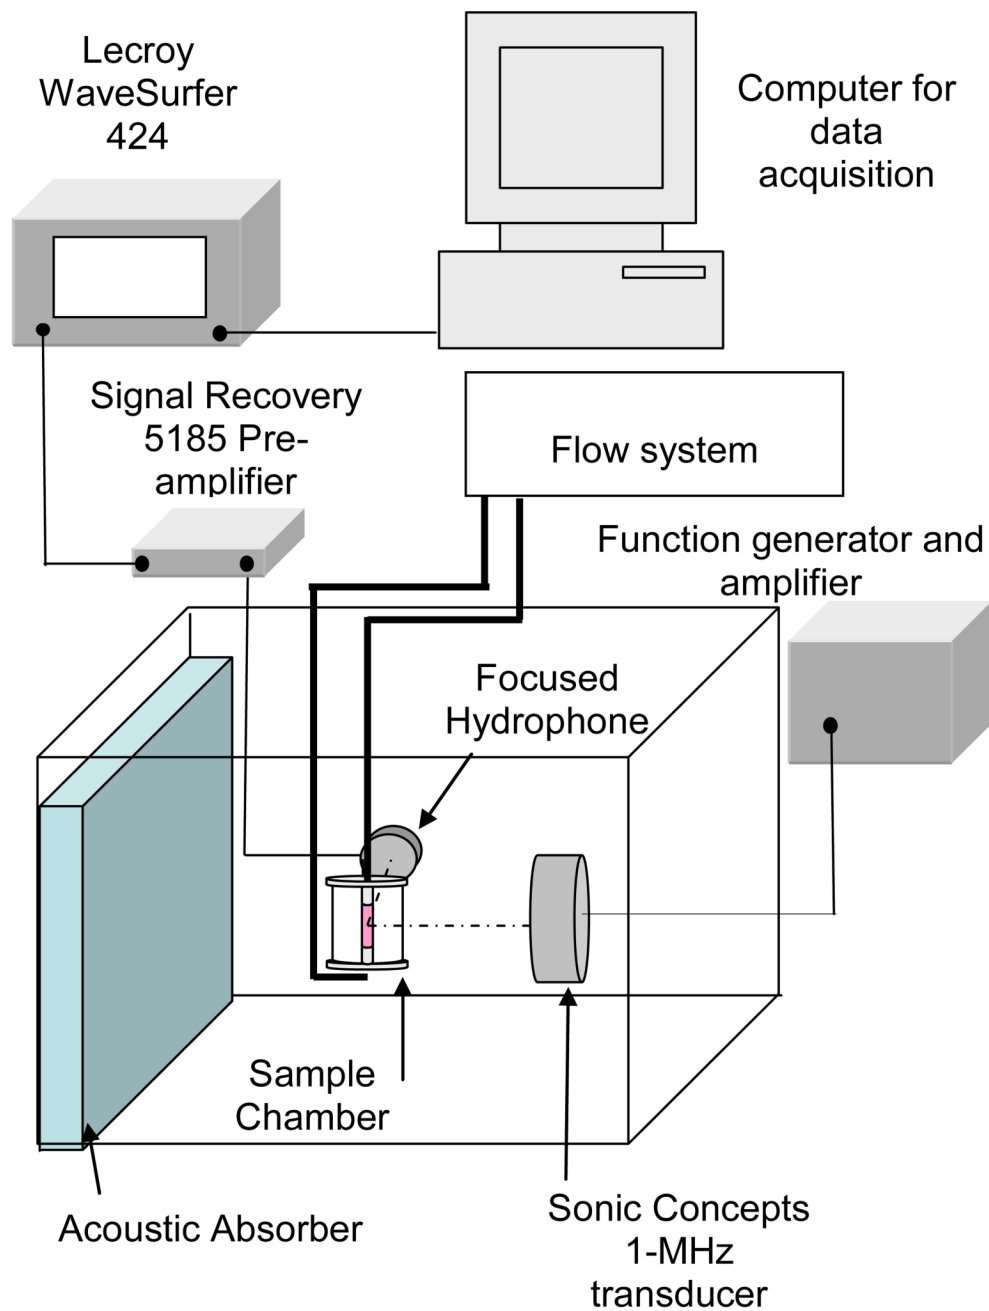 Lecroy
WaveSurfer
424
Computer for
data
acquisition
Signal Recovery
5185 Pre-
amplifier
Flow system
Function generator and
amplifier
Focused
Hydrophone
Sample
Chamber
Acoustic Absorber
Sonic Concepts
1-MHz
transducer